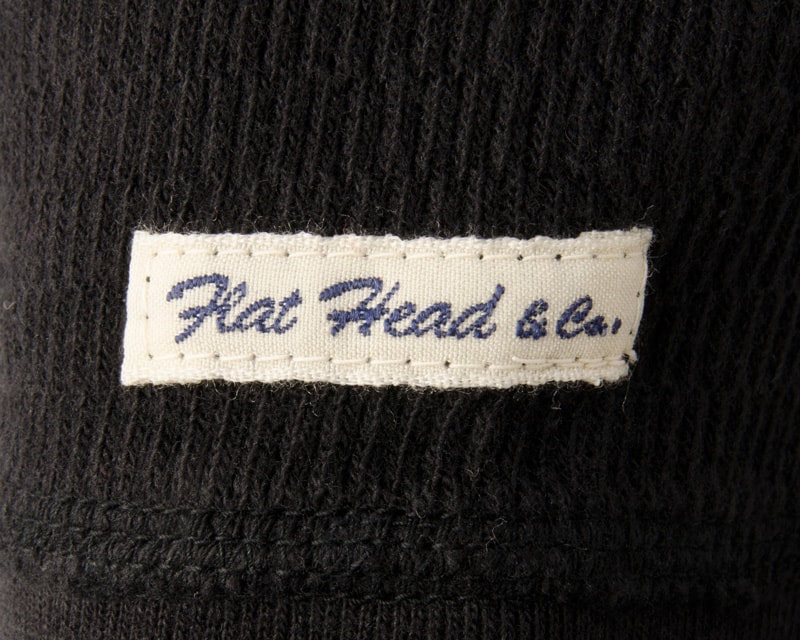 Flat Head & Co.,